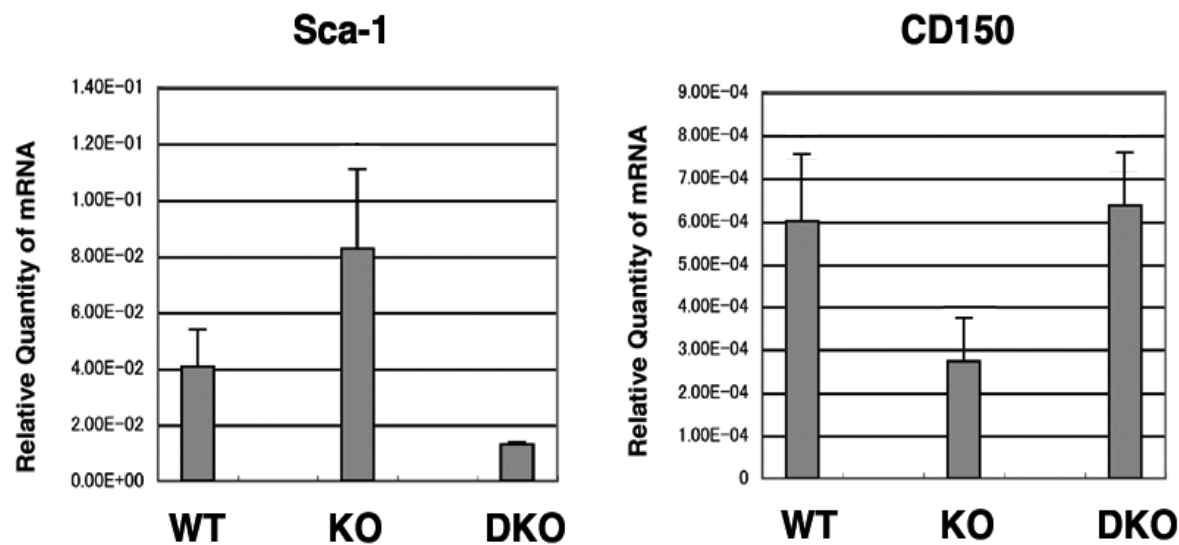 Sca-1
Relative Quantity of mRNA
1.40E-01
1.20E-01
1.00E-01
8.00E-02
6.00E-02
4.00E-02
2.00E-02
0.00E+00
WT KO DKO
CD150
Relative Quantity of mRNA
9.00E-04
8.00E-04
7.00E-04
6.00E-04
5.00E-04
4.00E-04
3.00E-04
2.00E-04
1.00E-04
0
WT KO DKO